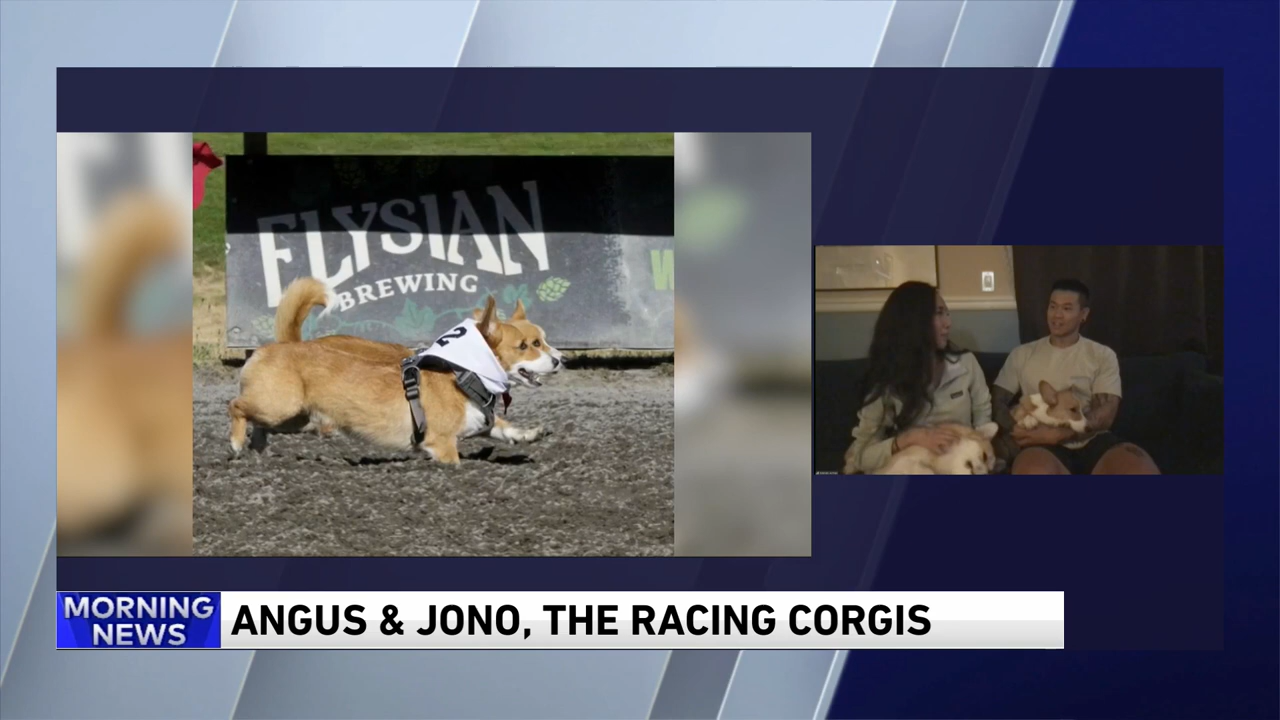 ELYSIAN
BREWING
W
2
MORNING
NEWS
ANGUS & JONO, THE RACING CORGIS